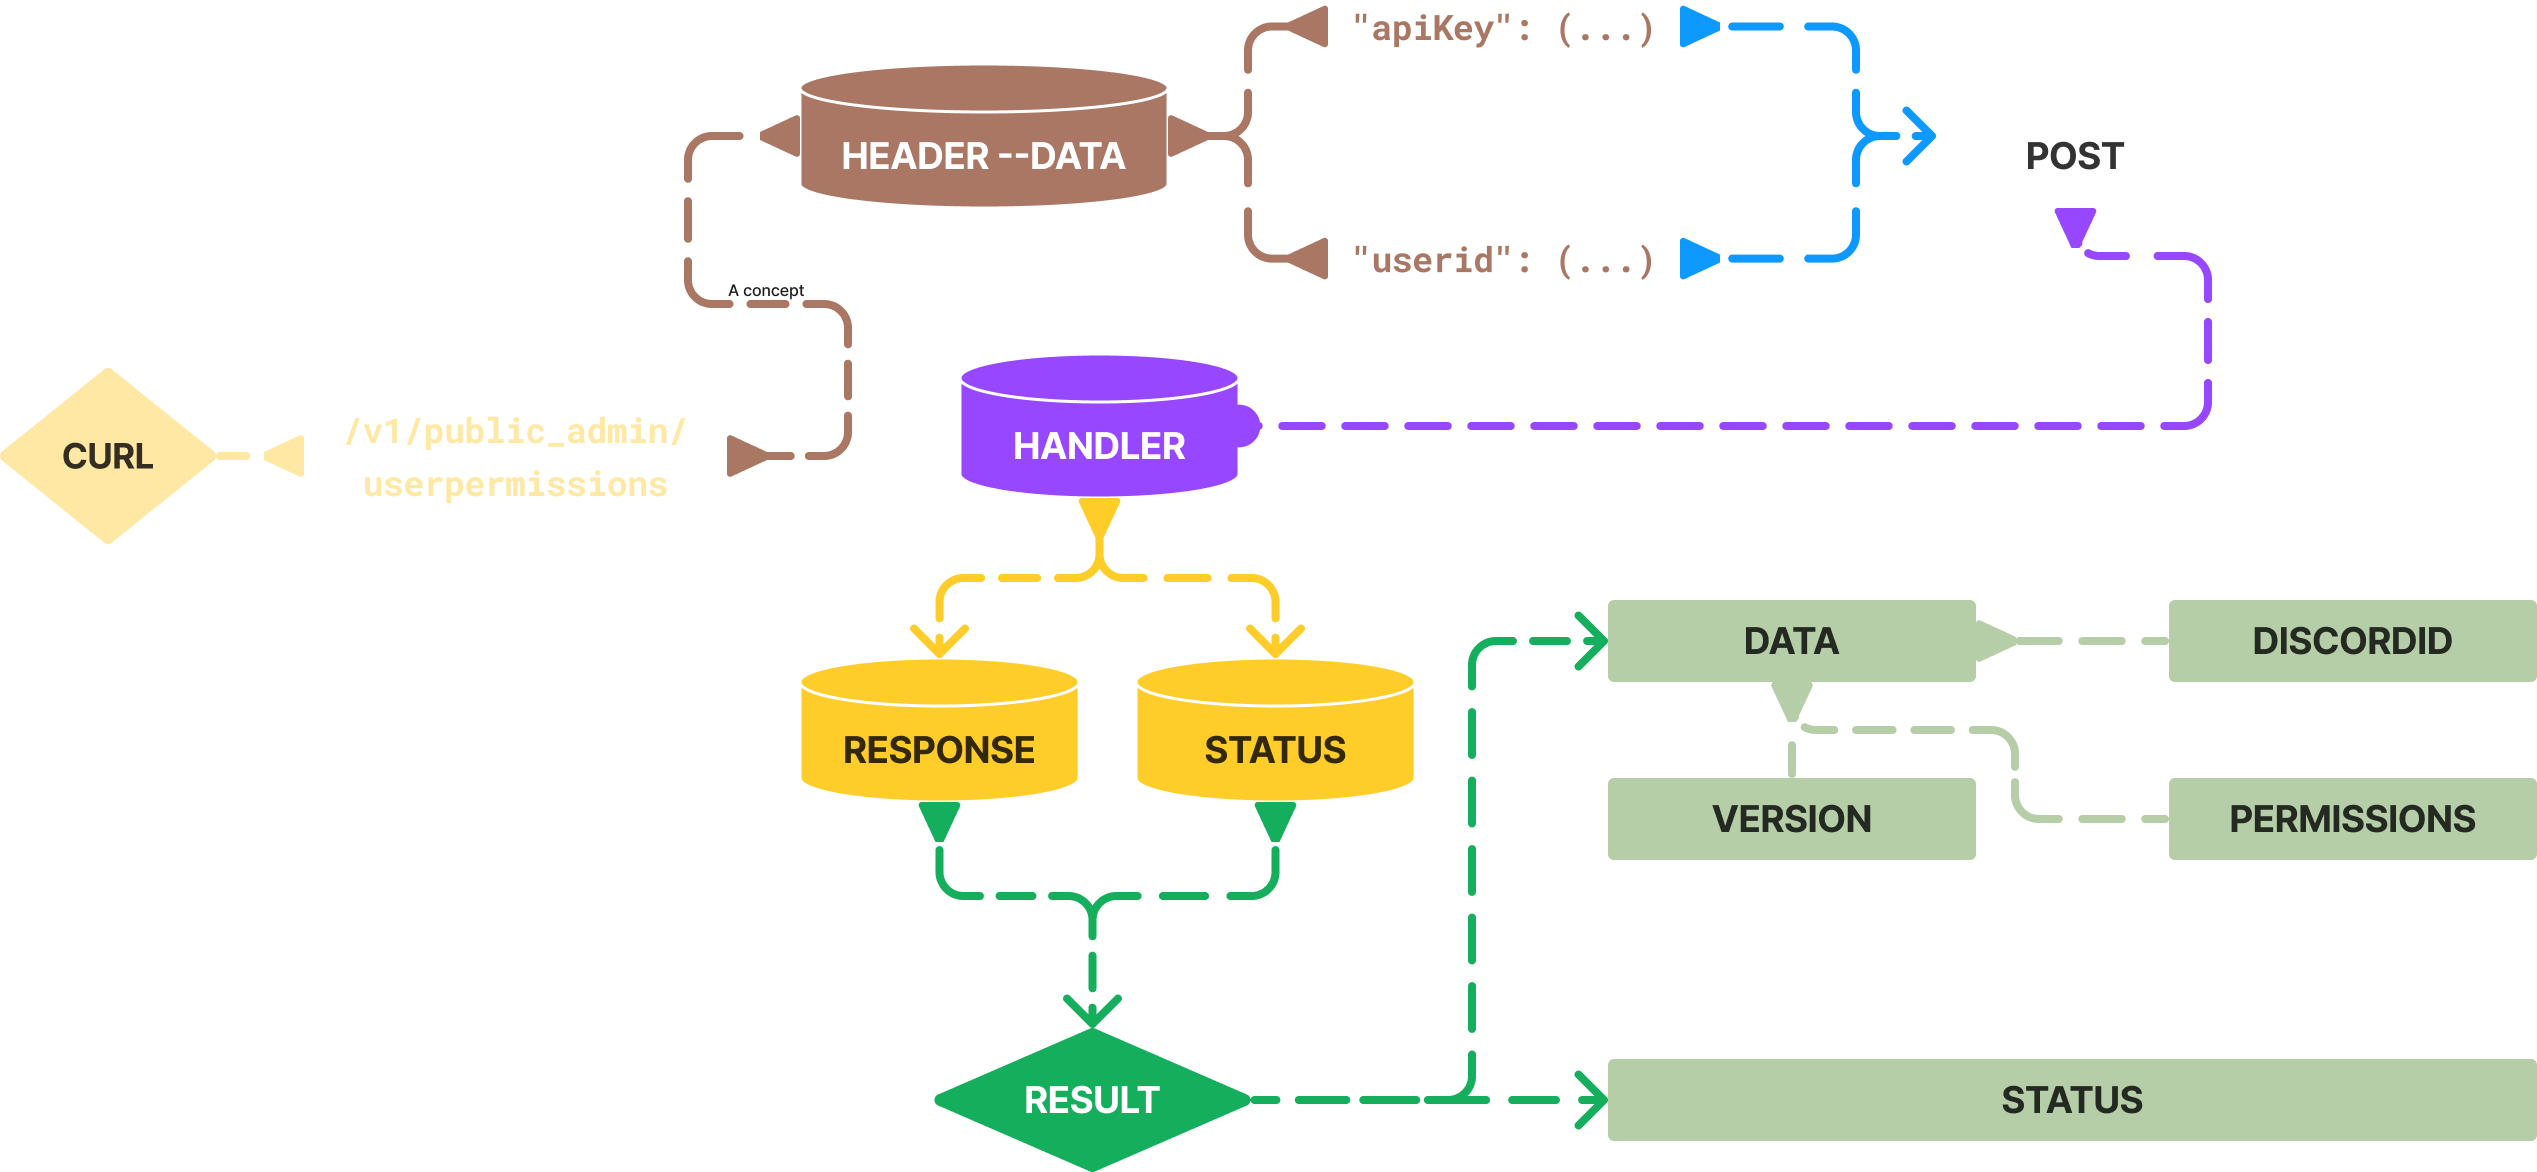 "apiKey": (...)
HEADER --DATA
POST
"userid": (...)
A concept
CURL
/v1/public_admin/
userpermissions
HANDLER
DATA
DISCORDID
RESPONSE
STATUS
VERSION
PERMISSIONS
RESULT
STATUS